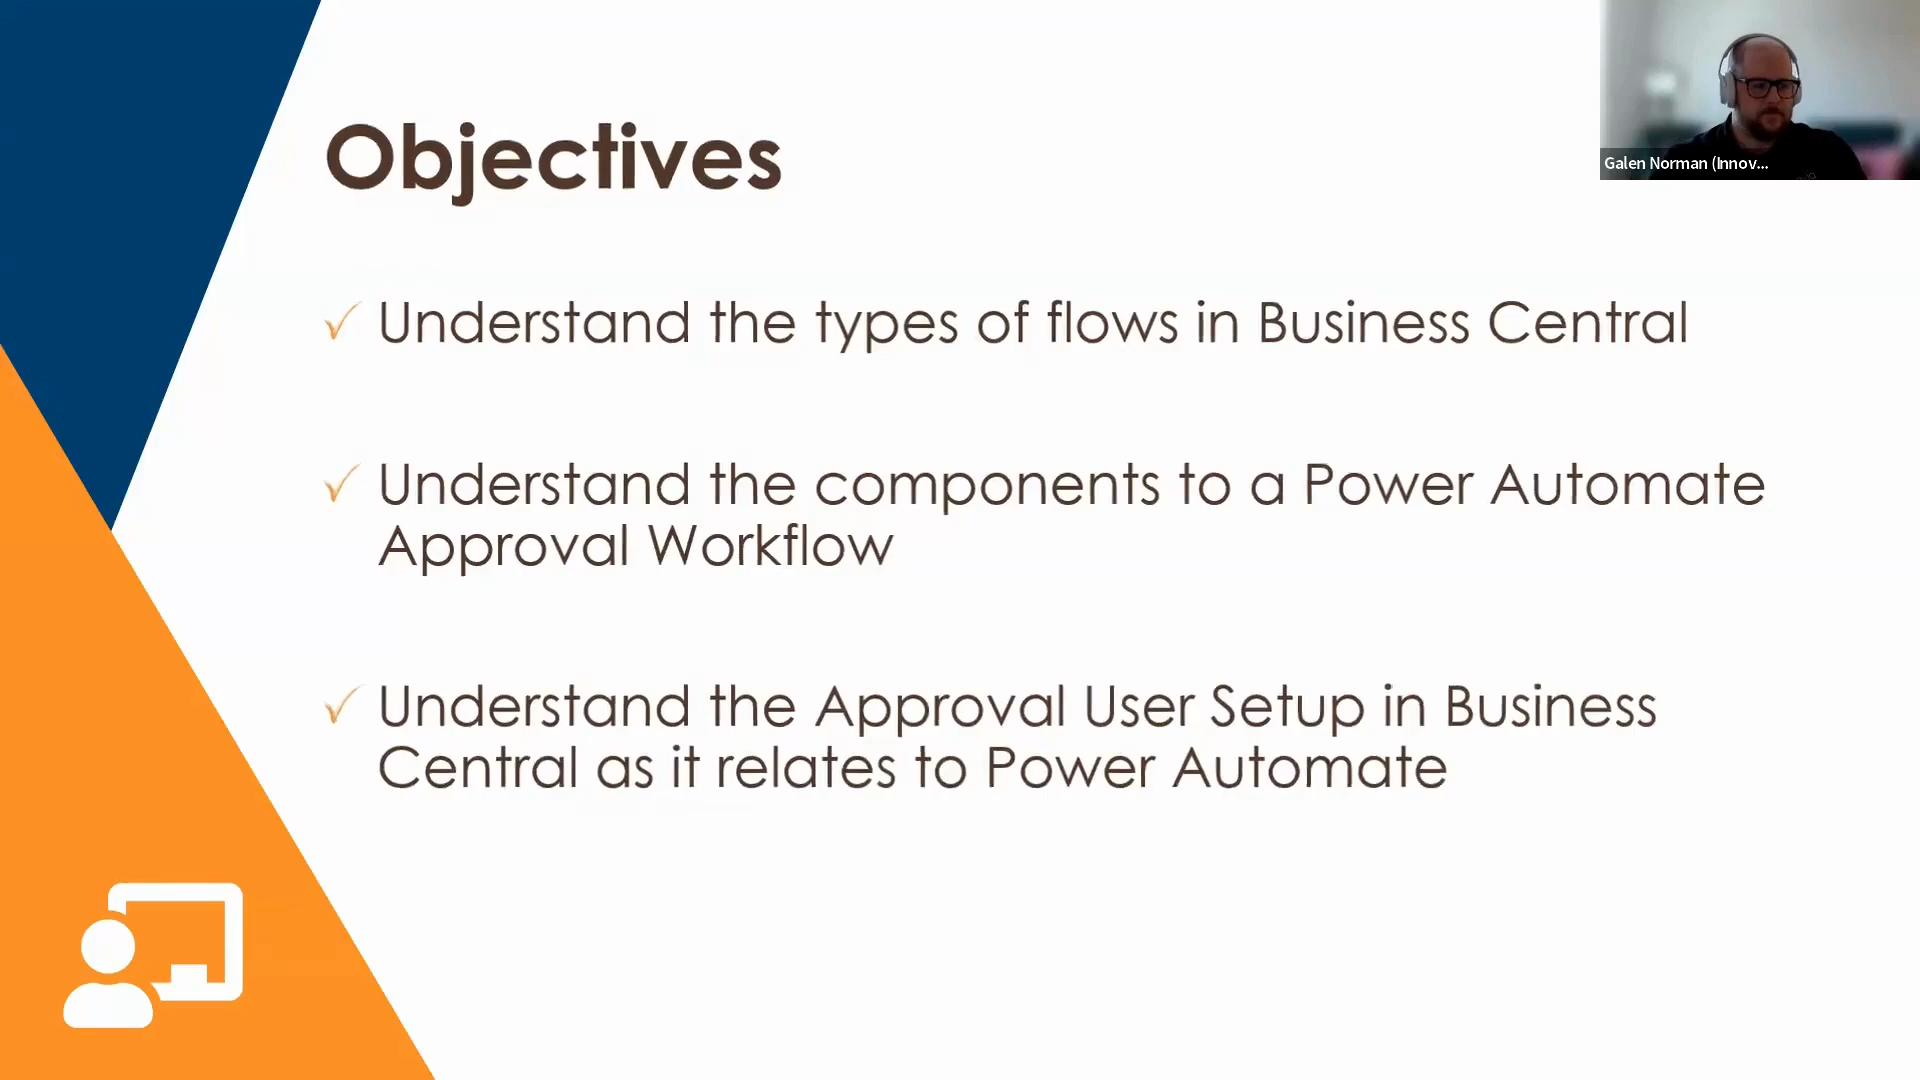 Objectives
Galen Norman (Innov...
Understand the types of flows in Business Central
Understand the components to a Power Automate
Approval Workflow
Understand the Approval User Setup in Business
Central as it relates to Power Automate